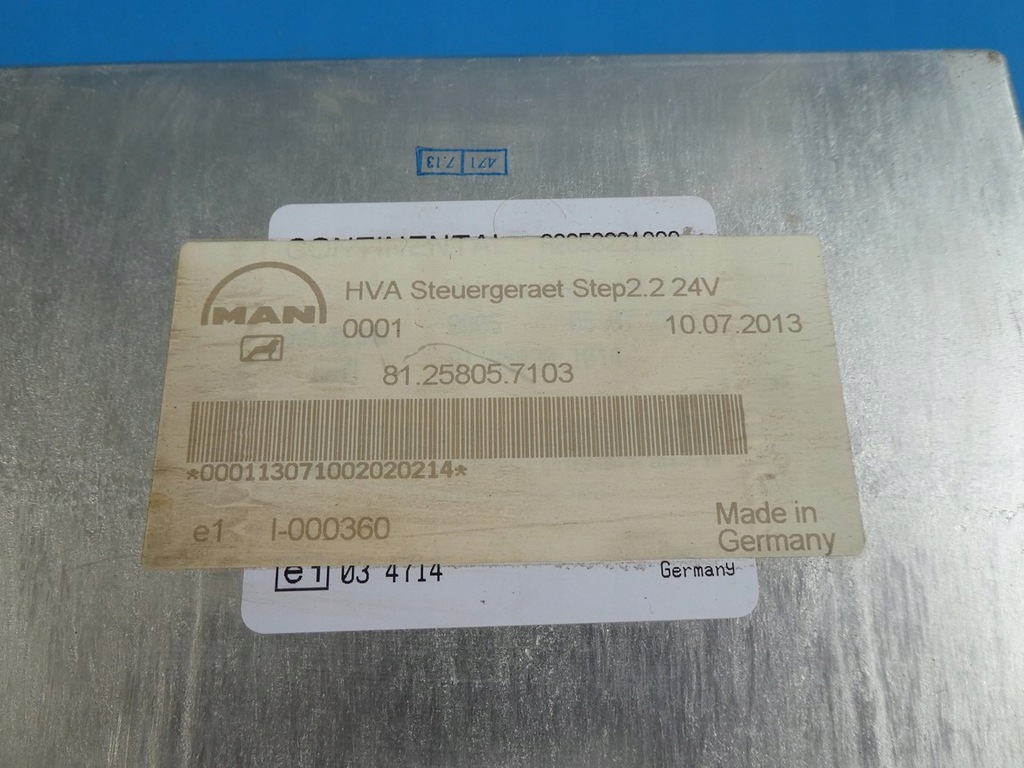 471 7.13
CONTINENTAL
MAN
HVA Steuergeraet Step2.2 24V
0001 10.07.2013
81.25805.7103
*000113071002020214*
e1 I-000360
Made in
Germany
e1 03 4714
Germany